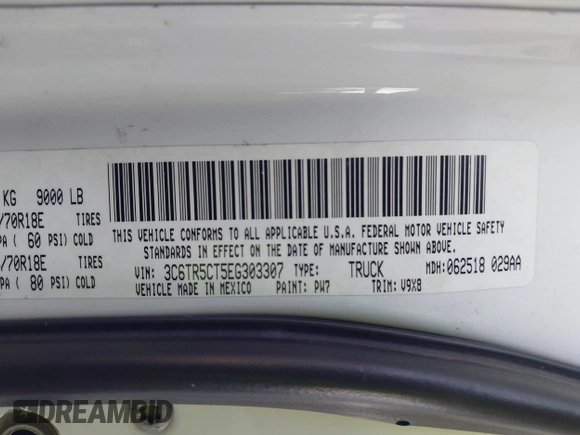 KG 9000 LB
/70R18E TIRES
PA ( 60 PSI) COLD
/70R18E TIRES
PA ( 80 PSI) COLD
THIS VEHICLE CONFORMS TO ALL APPLICABLE U.S.A. FEDERAL MOTOR VEHICLE SAFETY
STANDARDS IN EFFECT ON THE DATE OF MANUFACTURE SHOWN ABOVE.
VIN: 3C6TR5CT5EG303307 TYPE: TRUCK MDH: 062518 029AA
VEHICLE MADE IN MEXICO PAINT: PW7 TRIM: V9X8
DREAMBID